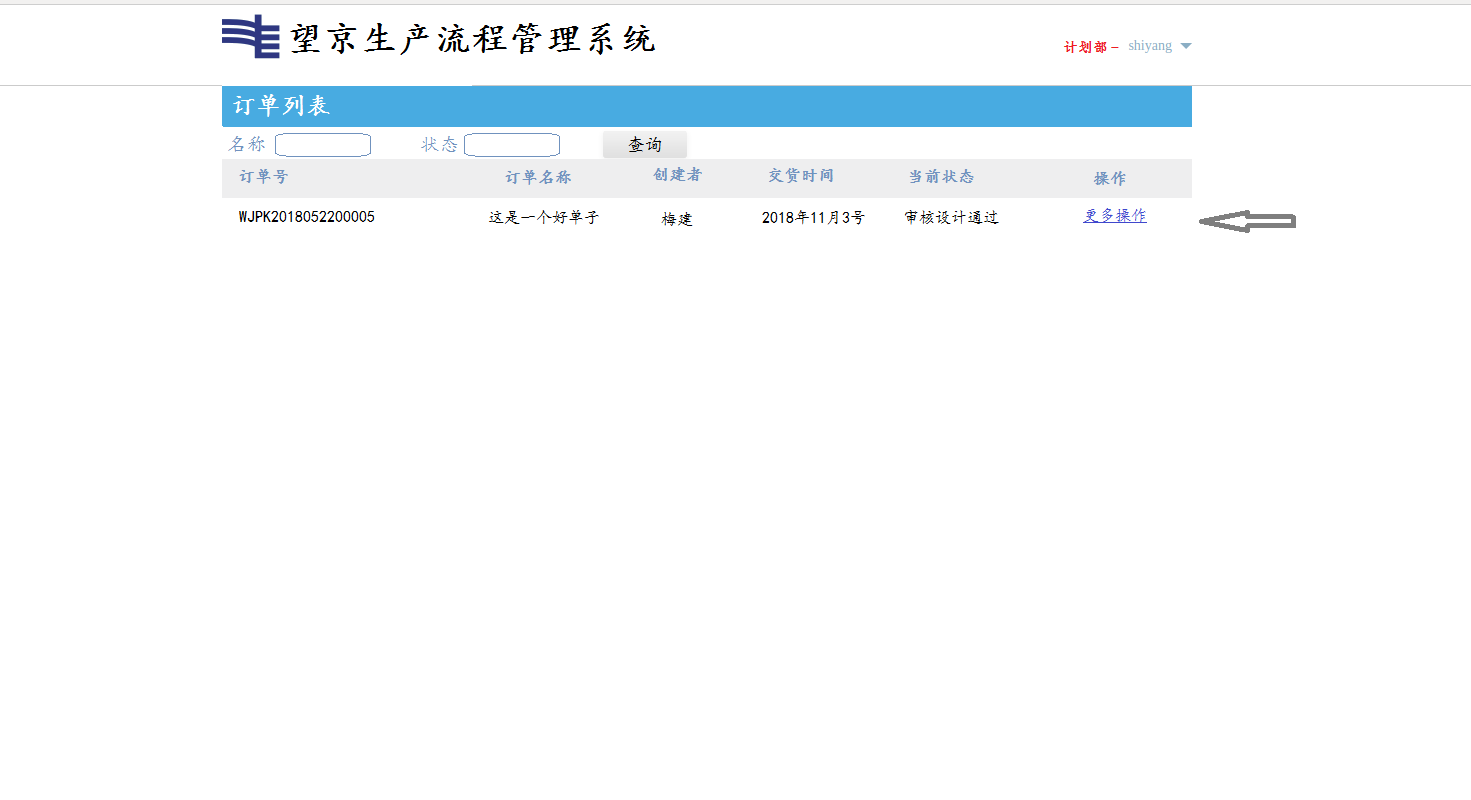 望京生产流程管理系统
计划部– shiyang
订单列表
名称 状态 查询
订单号 订单名称 创建者 交货时间 当前状态 操作
WJPK2018052200005 这是一个好单子 梅建 2018年11月3号 审核设计通过 更多操作